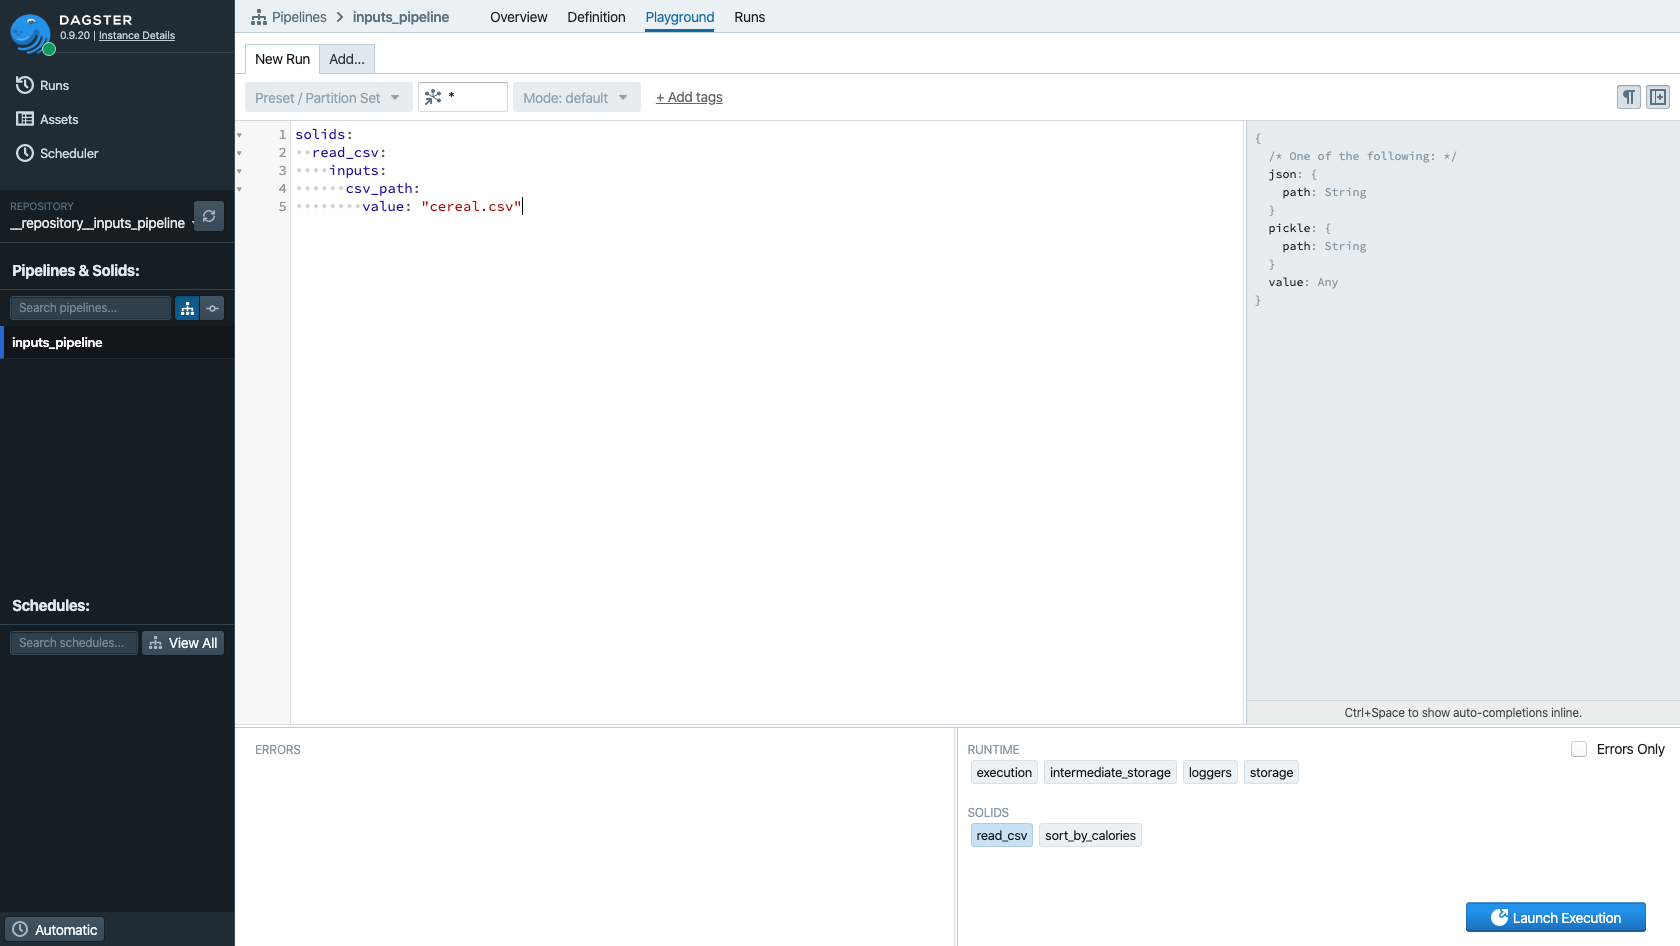 DAGSTER
0.9.20 | Instance Details
Runs
Assets
Scheduler
REPOSITORY
__repository__inputs_pipeline
Pipelines & Solids:
Search pipelines...
inputs_pipeline
Schedules:
Search schedules...
View All
Automatic
Pipelines > inputs_pipeline
Overview Definition Playground Runs
New Run Add...
Preset / Partition Set * Mode: default + Add tags
1 solids:
2 read_csv:
3 inputs:
4 csv_path:
5 value: "cereal.csv"
{
/* One of the following: */
json: {
path: String
}
pickle: {
path: String
}
value: Any
}
Ctrl+Space to show auto-completions inline.
ERRORS
RUNTIME
Errors Only
execution intermediate_storage loggers storage
SOLIDS
read_csv sort_by_calories
Launch Execution